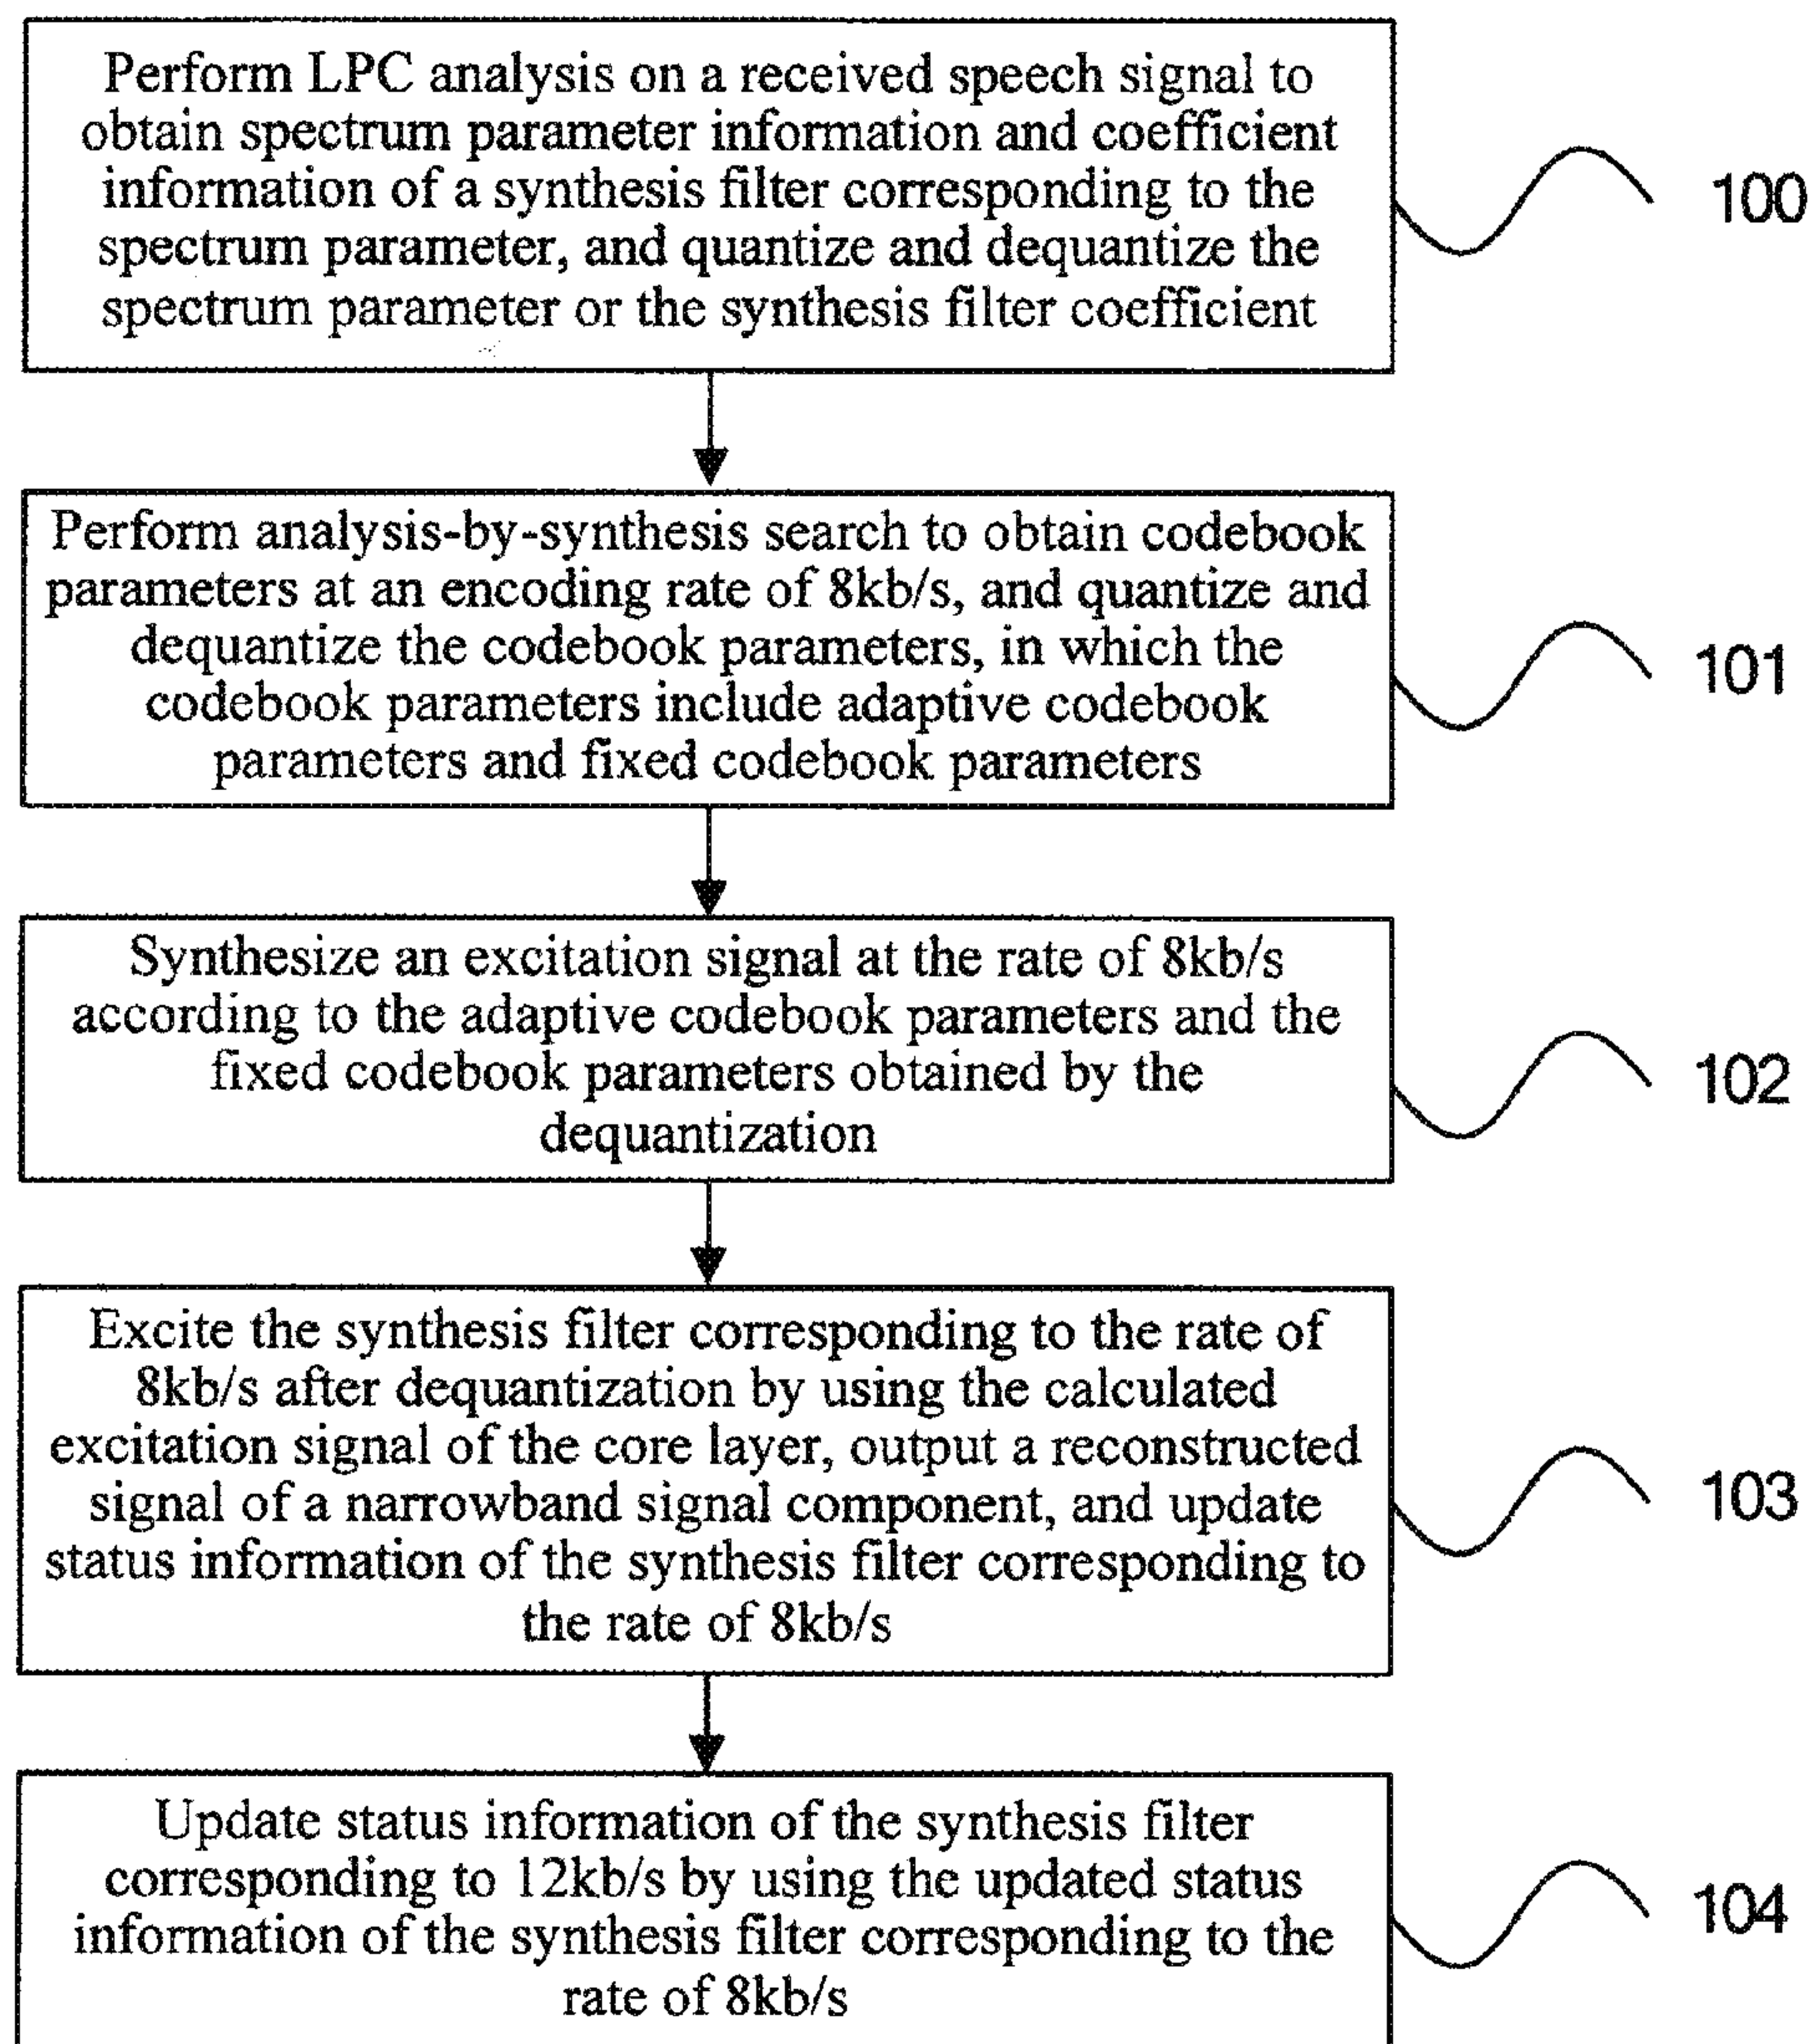 Perform LPC analysis on a received speech signal to
obtain spectrum parameter information and coefficient
information of a synthesis filter corresponding to the
spectrum parameter, and quantize and dequantize the
spectrum parameter or the synthesis filter coefficient
100
Perform analysis-by-synthesis search to obtain codebook
parameters at an encoding rate of 8kb/s, and quantize and
dequantize the codebook parameters, in which the
codebook parameters include adaptive codebook
parameters and fixed codebook parameters
101
Synthesize an excitation signal at the rate of 8kb/s
according to the adaptive codebook parameters and the
fixed codebook parameters obtained by the
dequantization
102
Excite the synthesis filter corresponding to the rate of
8kb/s after dequantization by using the calculated
excitation signal of the core layer, output a reconstructed
signal of a narrowband signal component, and update
status information of the synthesis filter corresponding to
the rate of 8kb/s
103
Update status information of the synthesis filter
corresponding to 12kb/s by using the updated status
information of the synthesis filter corresponding to the
rate of 8kb/s
104